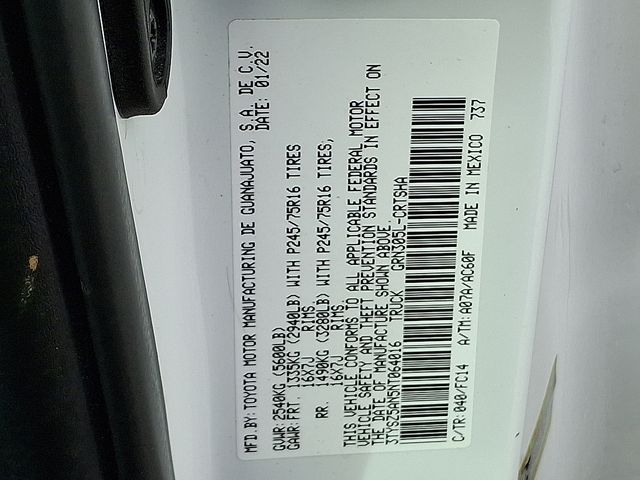 MFD.BY: TOYOTA MOTOR MANUFACTURING DE GUANAJUATO, S.A. DE C.V.
DATE: 01/22
GVWR: 2540KG (5600LB)
GAWR: FRT. 1335KG (2940LB) WITH P245/75R16 TIRES
16X7J RIMS.
RR. 1490KG (3280LB) WITH P245/75R16 TIRES,
16X7J RIMS.
THIS VEHICLE CONFORMS TO ALL APPLICABLE FEDERAL MOTOR
VEHICLE SAFETY AND THEFT PREVENTION STANDARDS IN EFFECT ON
THE DATE OF MANUFACTURE SHOWN ABOVE.
3TYSZ5AN5NT064016 TRUCK GRN305L-CRTSHA
C/TR: 040/FC14 A/TM: A07A/AC60F MADE IN MEXICO 737